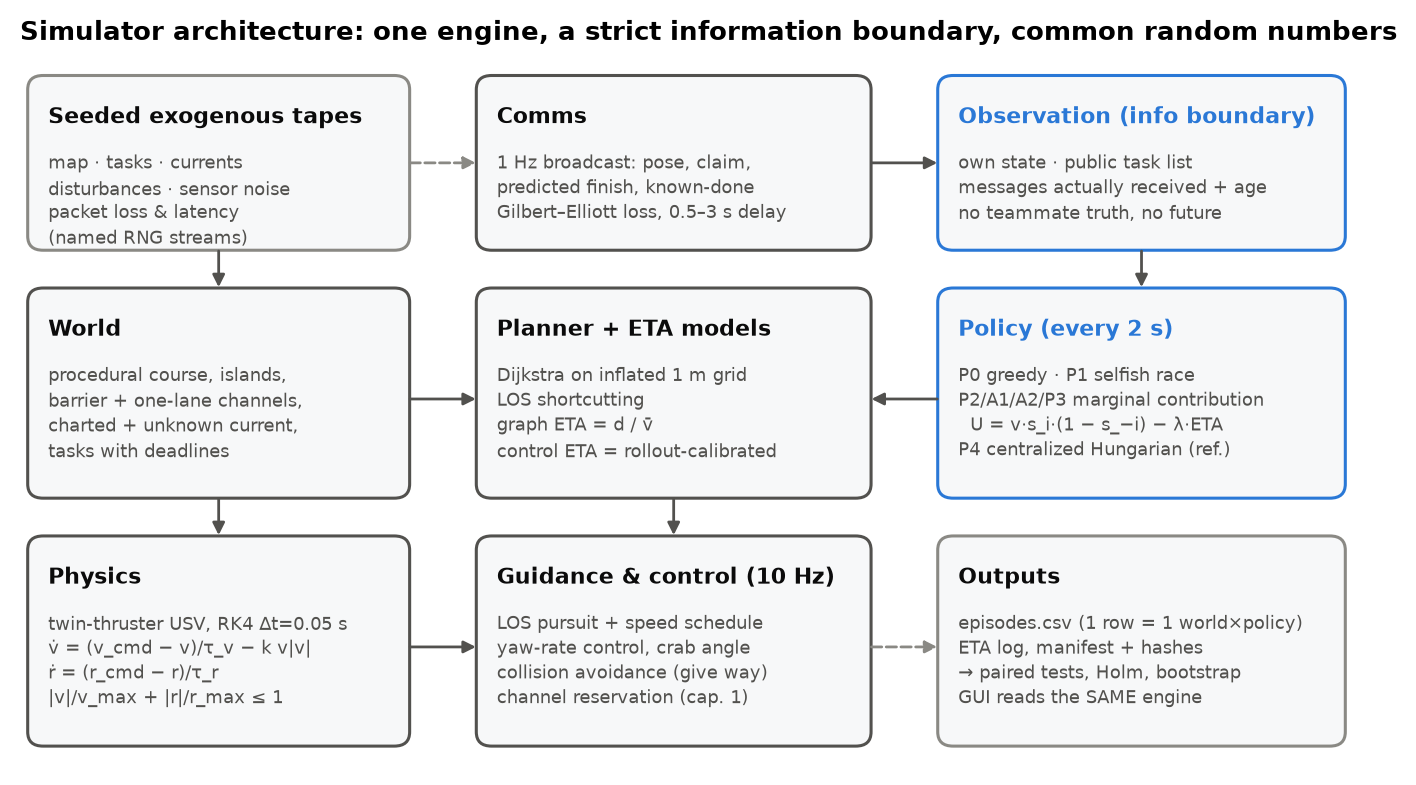 Simulator architecture: one engine, a strict information boundary, common random numbers
Seeded exogenous tapes
map · tasks · currents
disturbances · sensor noise
packet loss & latency
(named RNG streams)
Comms
1 Hz broadcast: pose, claim,
predicted finish, known-done
Gilbert–Elliott loss, 0.5–3 s delay
Observation (info boundary)
own state · public task list
messages actually received + age
no teammate truth, no future
World
procedural course, islands,
barrier + one-lane channels,
charted + unknown current,
tasks with deadlines
Planner + ETA models
Dijkstra on inflated 1 m grid
LOS shortcutting
graph ETA = d / v̄
control ETA = rollout-calibrated
Policy (every 2 s)
P0 greedy · P1 selfish race
P2/A1/A2/P3 marginal contribution
U = v·s_i·(1 − s_−i) − λ·ETA
P4 centralized Hungarian (ref.)
Physics
twin-thruster USV, RK4 Δt=0.05 s
v̇ = (v_cmd − v)/τ_v − k v|v|
ṙ = (r_cmd − r)/τ_r
|v|/v_max + |r|/r_max ≤ 1
Guidance & control (10 Hz)
LOS pursuit + speed schedule
yaw-rate control, crab angle
collision avoidance (give way)
channel reservation (cap. 1)
Outputs
episodes.csv (1 row = 1 world×policy)
ETA log, manifest + hashes
→ paired tests, Holm, bootstrap
GUI reads the SAME engine